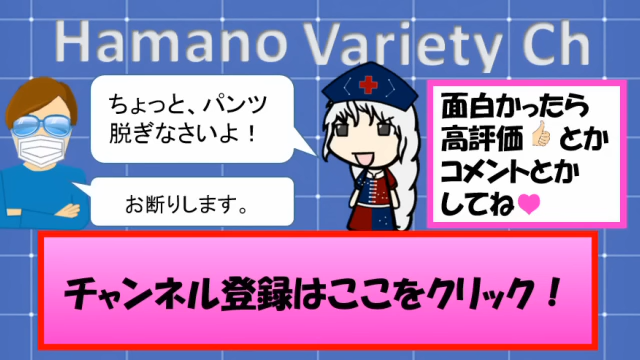 Hamano Variety Ch
ちょっと、パンツ
脱ぎなさいよ！
お断りします。
面白かったら
高評価👍とか
コメントとか
してね♥
チャンネル登録はここをクリック！